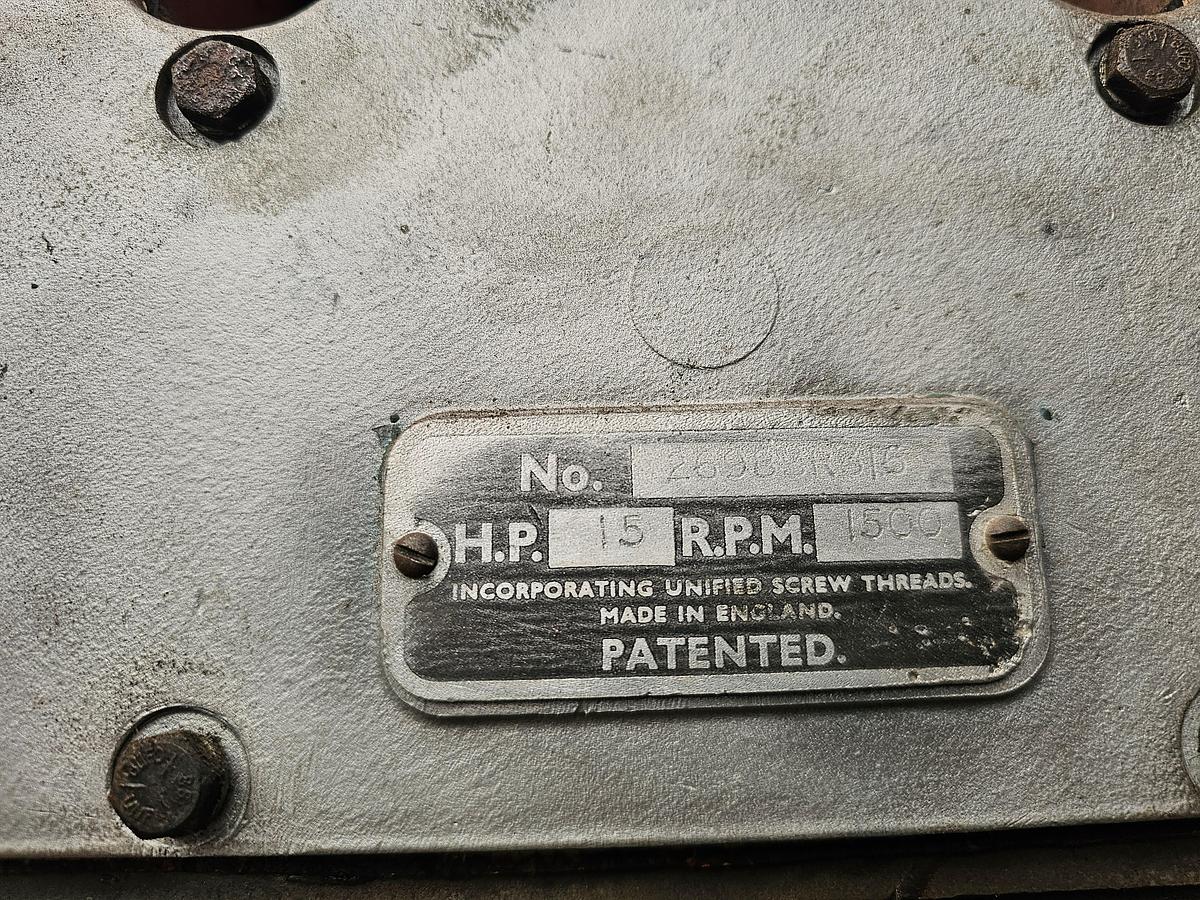 No.
H.P. 15 R.P.M. 1500
INCORPORATING UNIFIED SCREW THREADS.
MADE IN ENGLAND.
PATENTED.